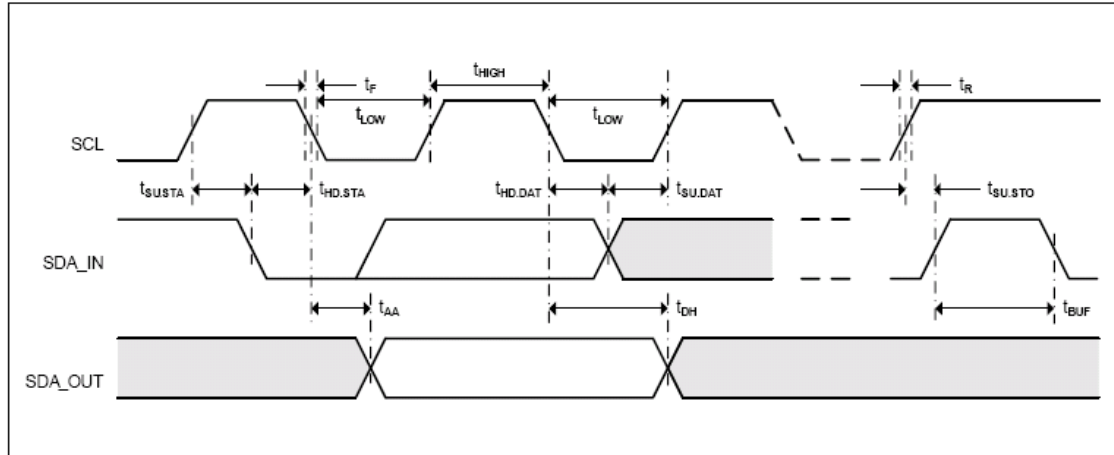 tHIGH
tF
tR
tLOW
tLOW
SCL
tSU.STA
tHD.STA
tHD.DAT
tSU.DAT
tSU.STO
SDA_IN
tAA
tDH
tBUF
SDA_OUT